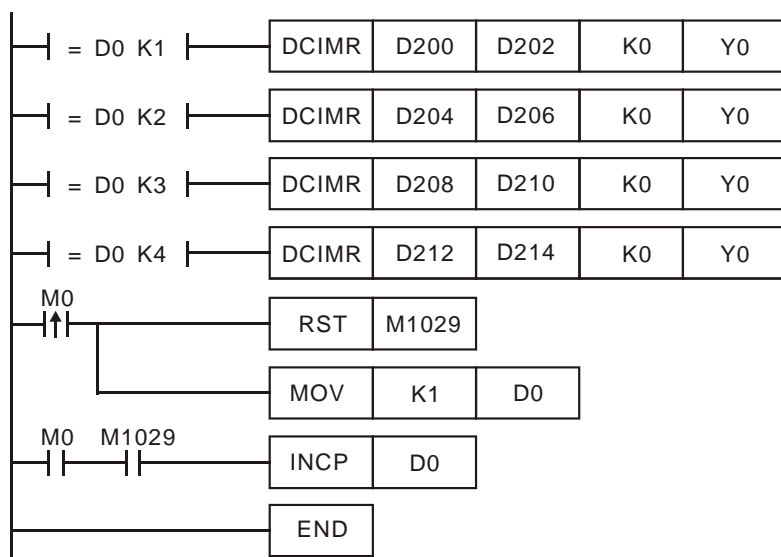 = D0 K1 DCIMR D200 D202 K0 Y0
= D0 K2 DCIMR D204 D206 K0 Y0
= D0 K3 DCIMR D208 D210 K0 Y0
= D0 K4 DCIMR D212 D214 K0 Y0
M0
RST M1029
MOV K1 D0
M0 M1029
INCP D0
END